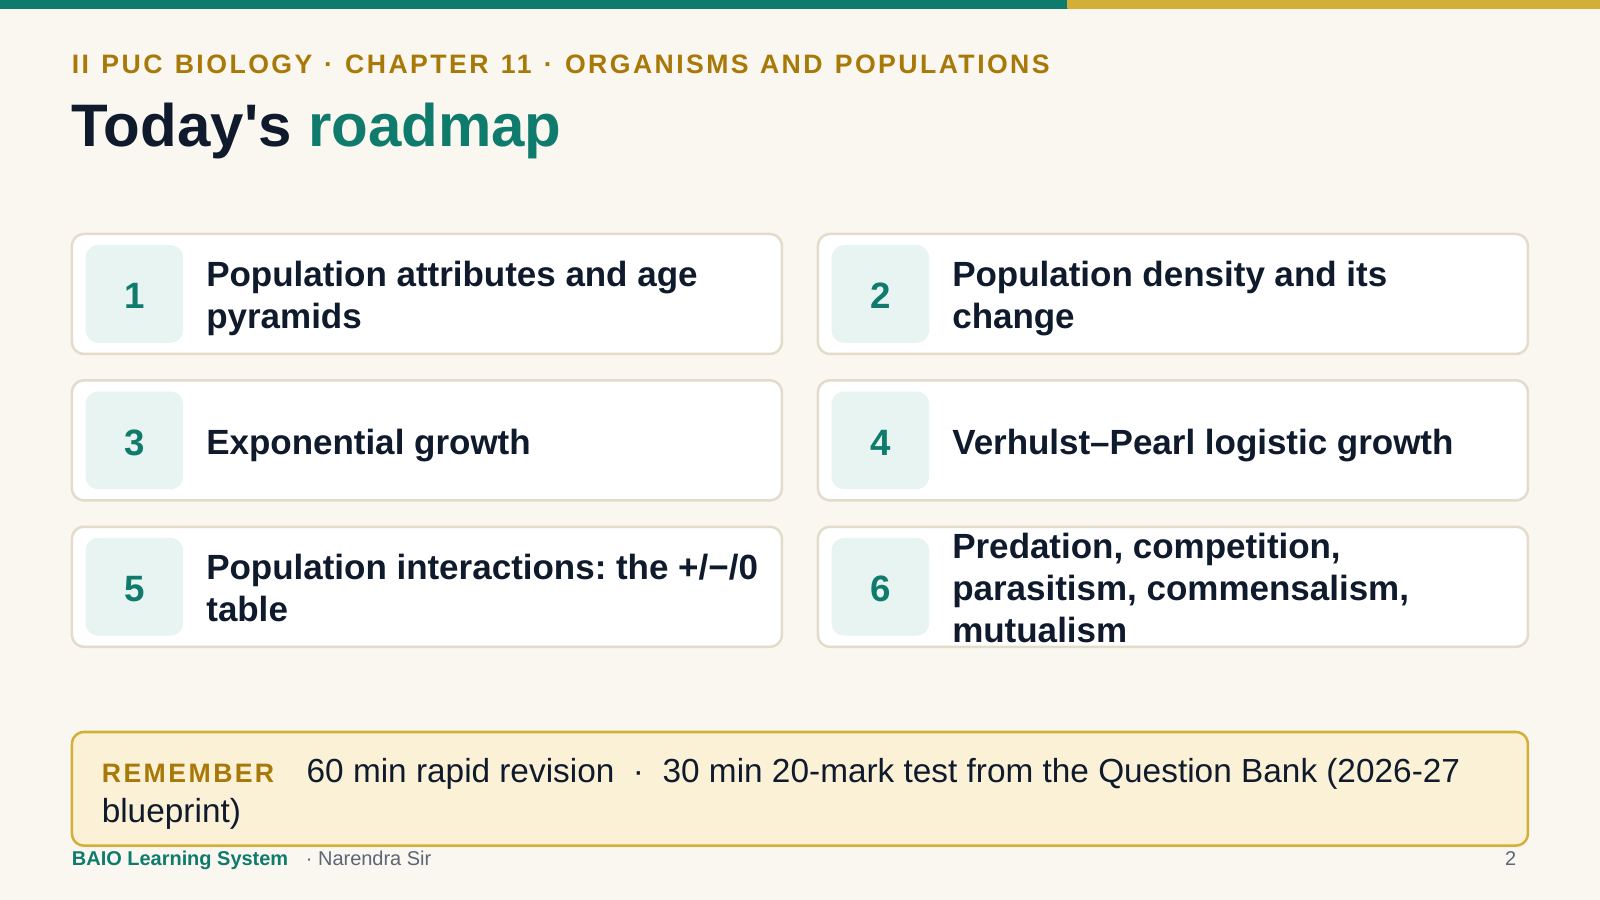 II PUC BIOLOGY · CHAPTER 11 · ORGANISMS AND POPULATIONS
Today's roadmap
1
Population attributes and age
pyramids
2
Population density and its
change
3
Exponential growth
4
Verhulst–Pearl logistic growth
5
Population interactions: the +/−/0
table
6
Predation, competition,
parasitism, commensalism,
mutualism
REMEMBER 60 min rapid revision · 30 min 20-mark test from the Question Bank (2026-27
blueprint)
BAIO Learning System · Narendra Sir
2